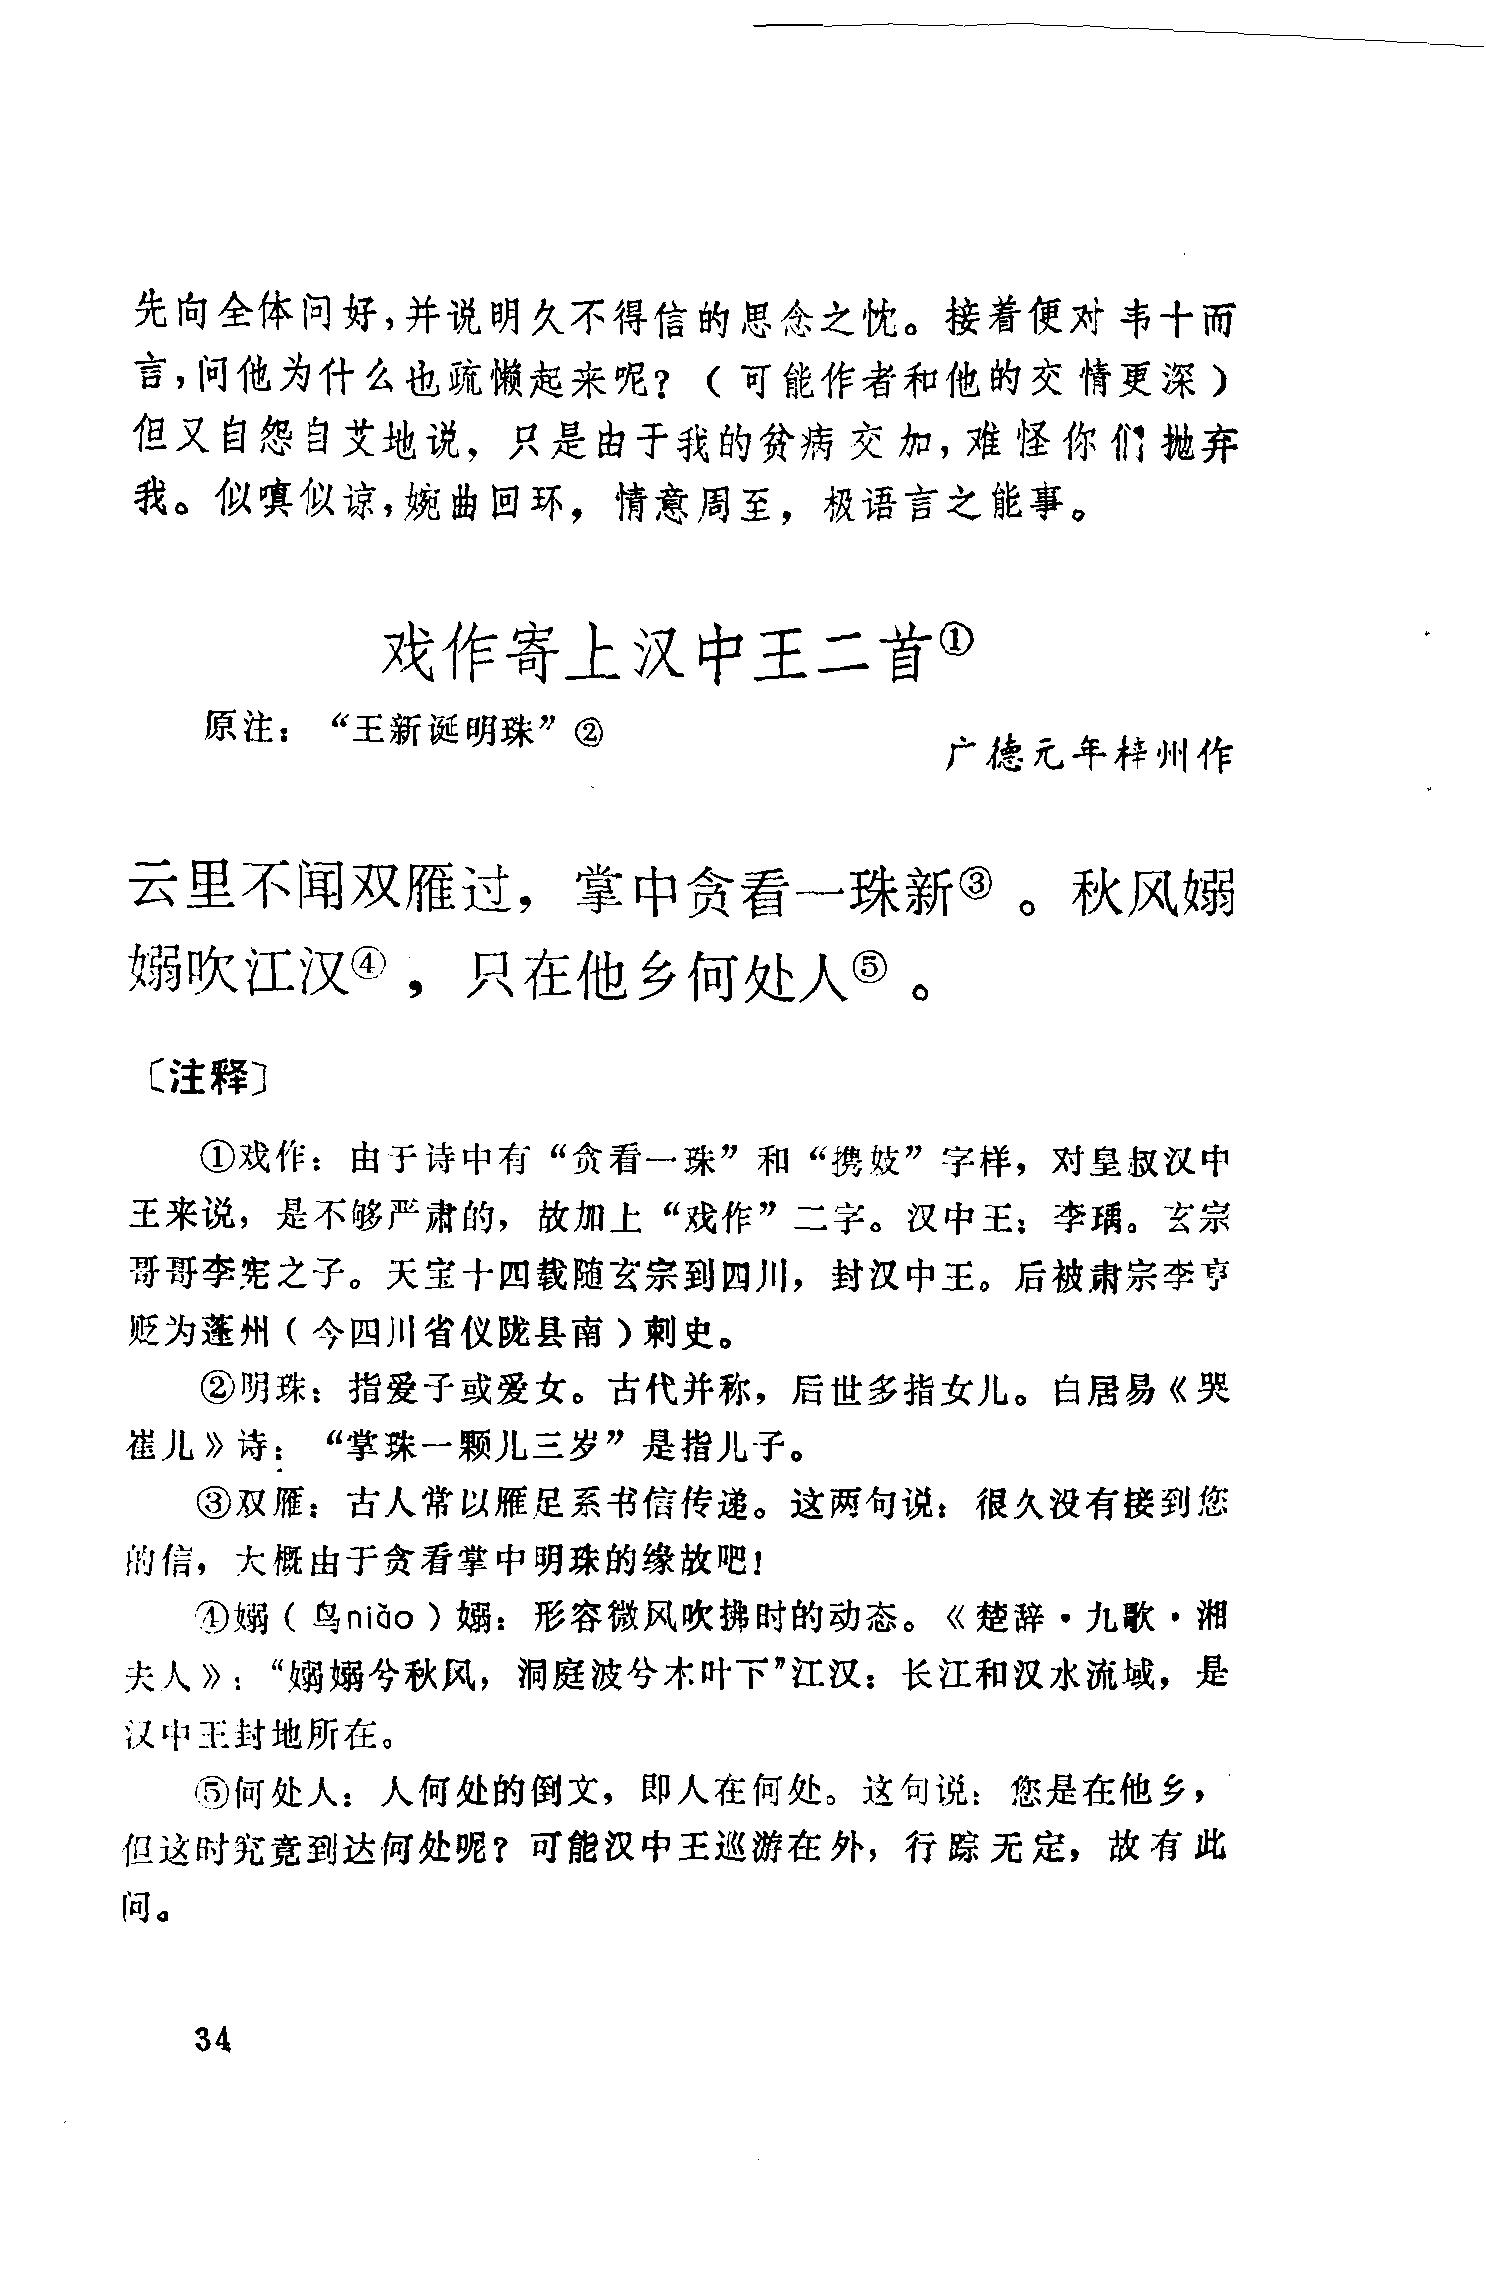 先向全体问好，并说明久不得信的思念之忱。接着便对韦十而
言，问他为什么也疏懒起来呢？（可能作者和他的交情更深）
但又自怨自艾地说，只是由于我的贫病交加，难怪你们抛弃
我。似嗔似谅，婉曲回环，情意周至，极语言之能事。
戏作寄上汉中王二首①
原注：“王新诞明珠”②
广德元年梓州作
云里不闻双雁过，掌中贪看一珠新③。秋风嫋
嫋吹江汉④，只在他乡何处人⑤。
〔注释〕
①戏作：由于诗中有“贪看一珠”和“携妓”字样，对皇叔汉中
王来说，是不够严肃的，故加上“戏作”二字。汉中王：李瑀。玄宗
哥哥李宪之子。天宝十四载随玄宗到四川，封汉中王。后被肃宗李亨
贬为蓬州（今四川省仪陇县南）刺史。
②明珠：指爱子或爱女。古代并称，后世多指女儿。白居易《哭
崔儿》诗：“掌珠一颗儿三岁”是指儿子。
③双雁：古人常以雁足系书信传递。这两句说：很久没有接到您
的信，大概由于贪看掌中明珠的缘故吧！
④嫋（鸟niǎo）嫋：形容微风吹拂时的动态。《楚辞·九歌·湘
夫人》：“嫋嫋兮秋风，洞庭波兮木叶下”江汉：长江和汉水流域，是
汉中王封地所在。
⑤何处人：人何处的倒文，即人在何处。这句说：您是在他乡，
但这时究竟到达何处呢？可能汉中王巡游在外，行踪无定，故有此
问。
34